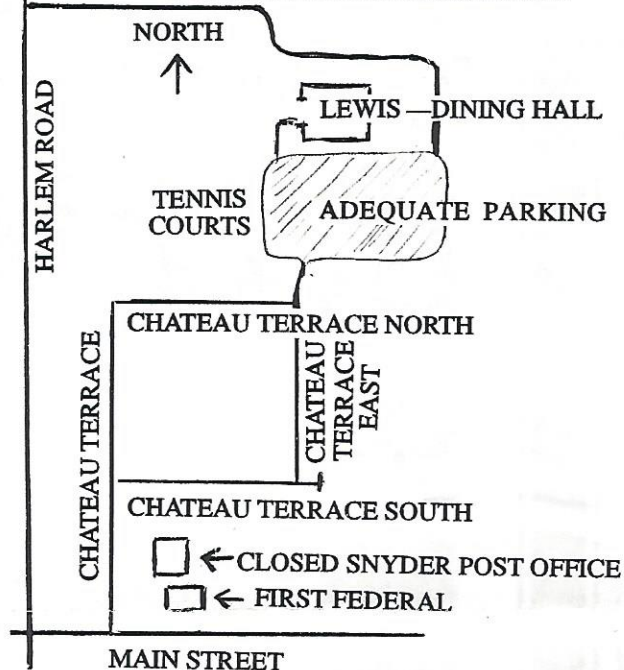 NORTH
HARLEM ROAD
LEWIS — DINING HALL
TENNIS
COURTS
ADEQUATE PARKING
CHATEAU TERRACE NORTH
CHATEAU TERRACE
CHATEAU
TERRACE
EAST
CHATEAU TERRACE SOUTH
CLOSED SNYDER POST OFFICE
FIRST FEDERAL
MAIN STREET